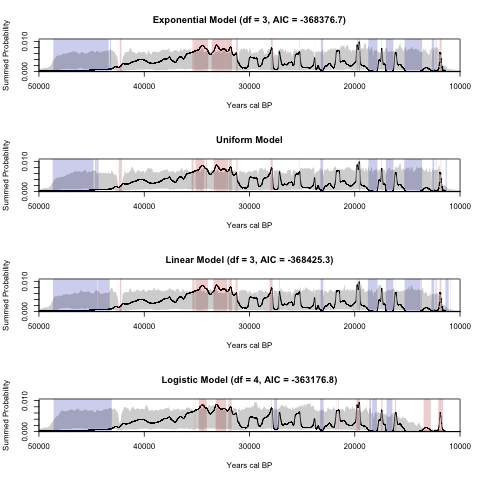 Exponential Model (df = 3, AIC = -368376.7)
Summed Probability
0.000 0.010
50000 40000 30000 20000 10000
Years cal BP
Uniform Model
Summed Probability
0.000 0.010
50000 40000 30000 20000 10000
Years cal BP
Linear Model (df = 3, AIC = -368425.3)
Summed Probability
0.000 0.010
50000 40000 30000 20000 10000
Years cal BP
Logistic Model (df = 4, AIC = -363176.8)
Summed Probability
0.000 0.010
50000 40000 30000 20000 10000
Years cal BP